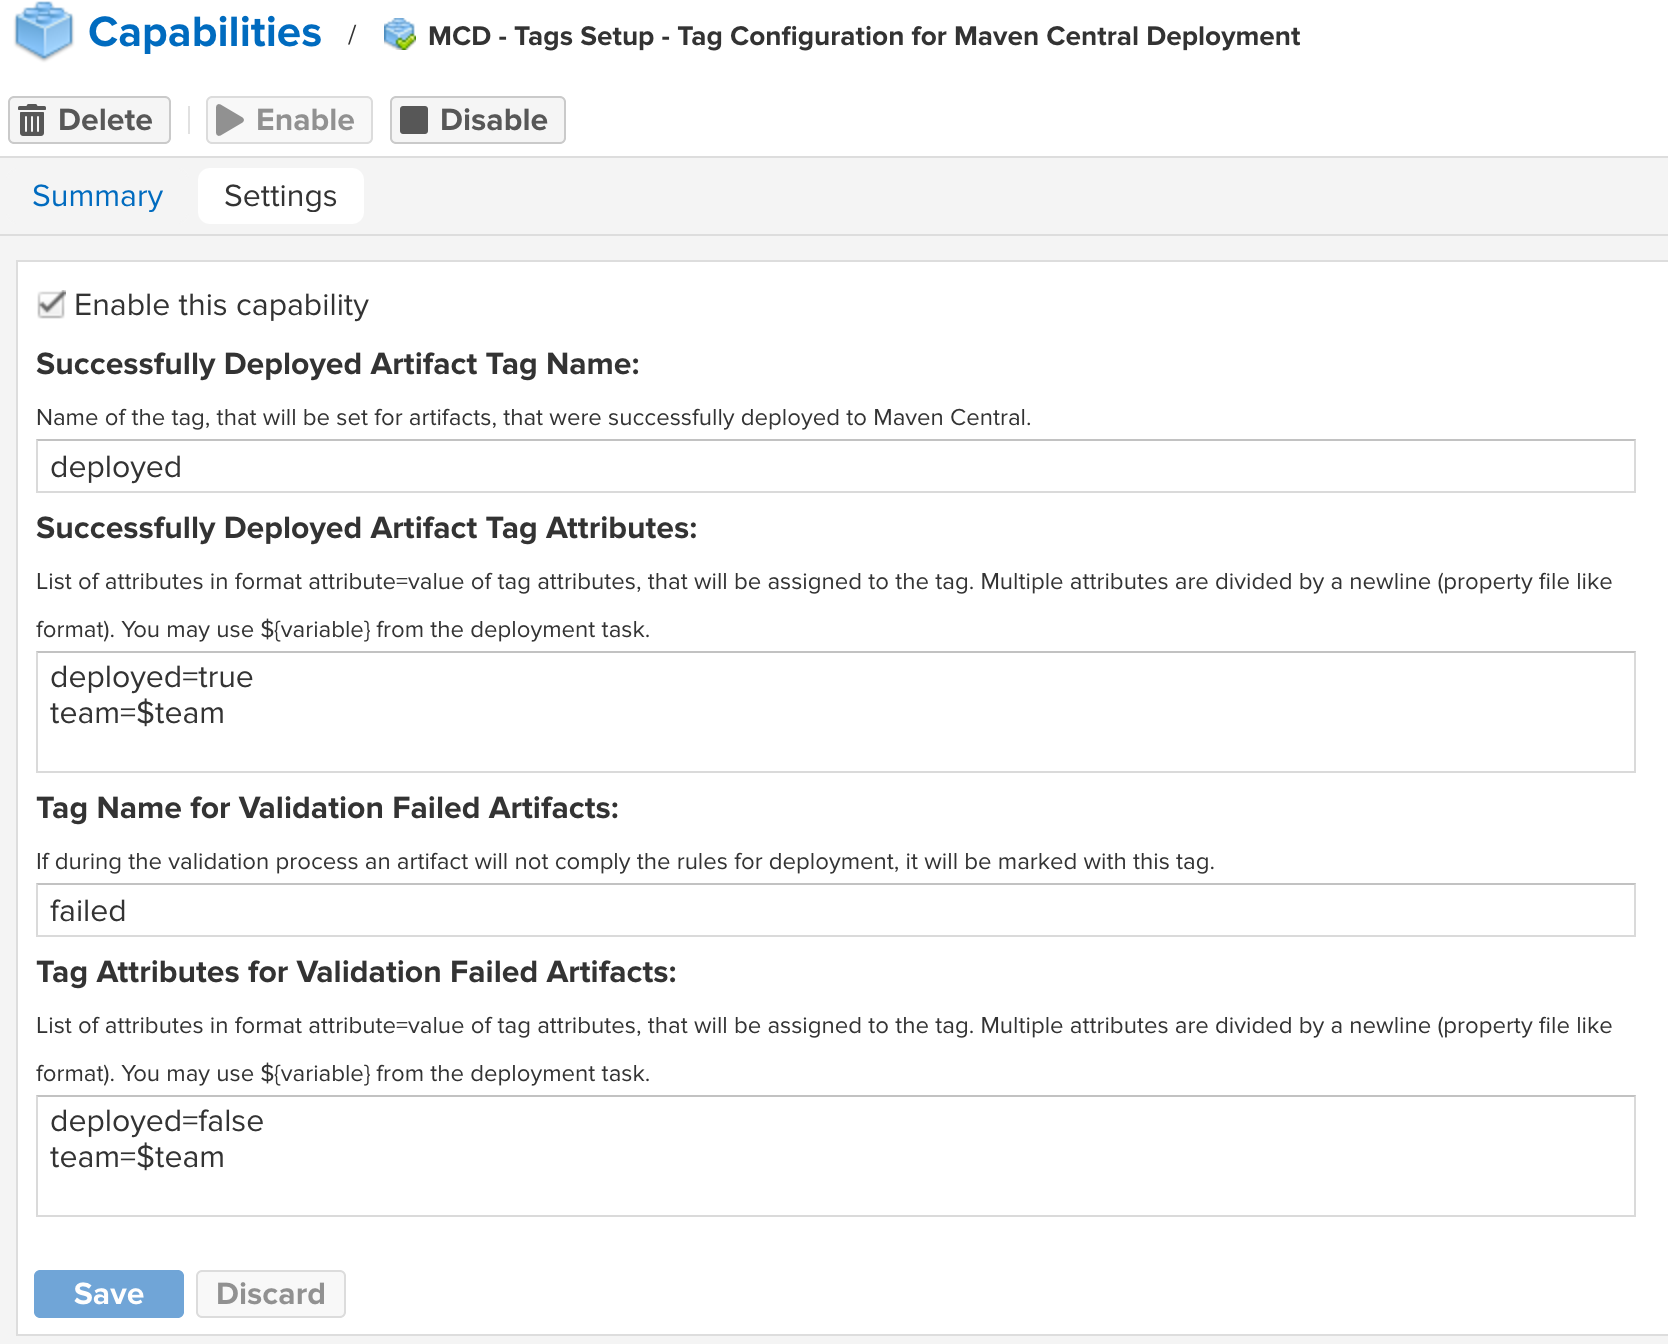 Capabilities / MCD - Tags Setup - Tag Configuration for Maven Central Deployment
Delete Enable Disable
Summary Settings
Enable this capability
Successfully Deployed Artifact Tag Name:
Name of the tag, that will be set for artifacts, that were successfully deployed to Maven Central.
deployed
Successfully Deployed Artifact Tag Attributes:
List of attributes in format attribute=value of tag attributes, that will be assigned to the tag. Multiple attributes are divided by a newline (property file like
format). You may use ${variable} from the deployment task.
deployed=true
team=$team
Tag Name for Validation Failed Artifacts:
If during the validation process an artifact will not comply the rules for deployment, it will be marked with this tag.
failed
Tag Attributes for Validation Failed Artifacts:
List of attributes in format attribute=value of tag attributes, that will be assigned to the tag. Multiple attributes are divided by a newline (property file like
format). You may use ${variable} from the deployment task.
deployed=false
team=$team
Save Discard